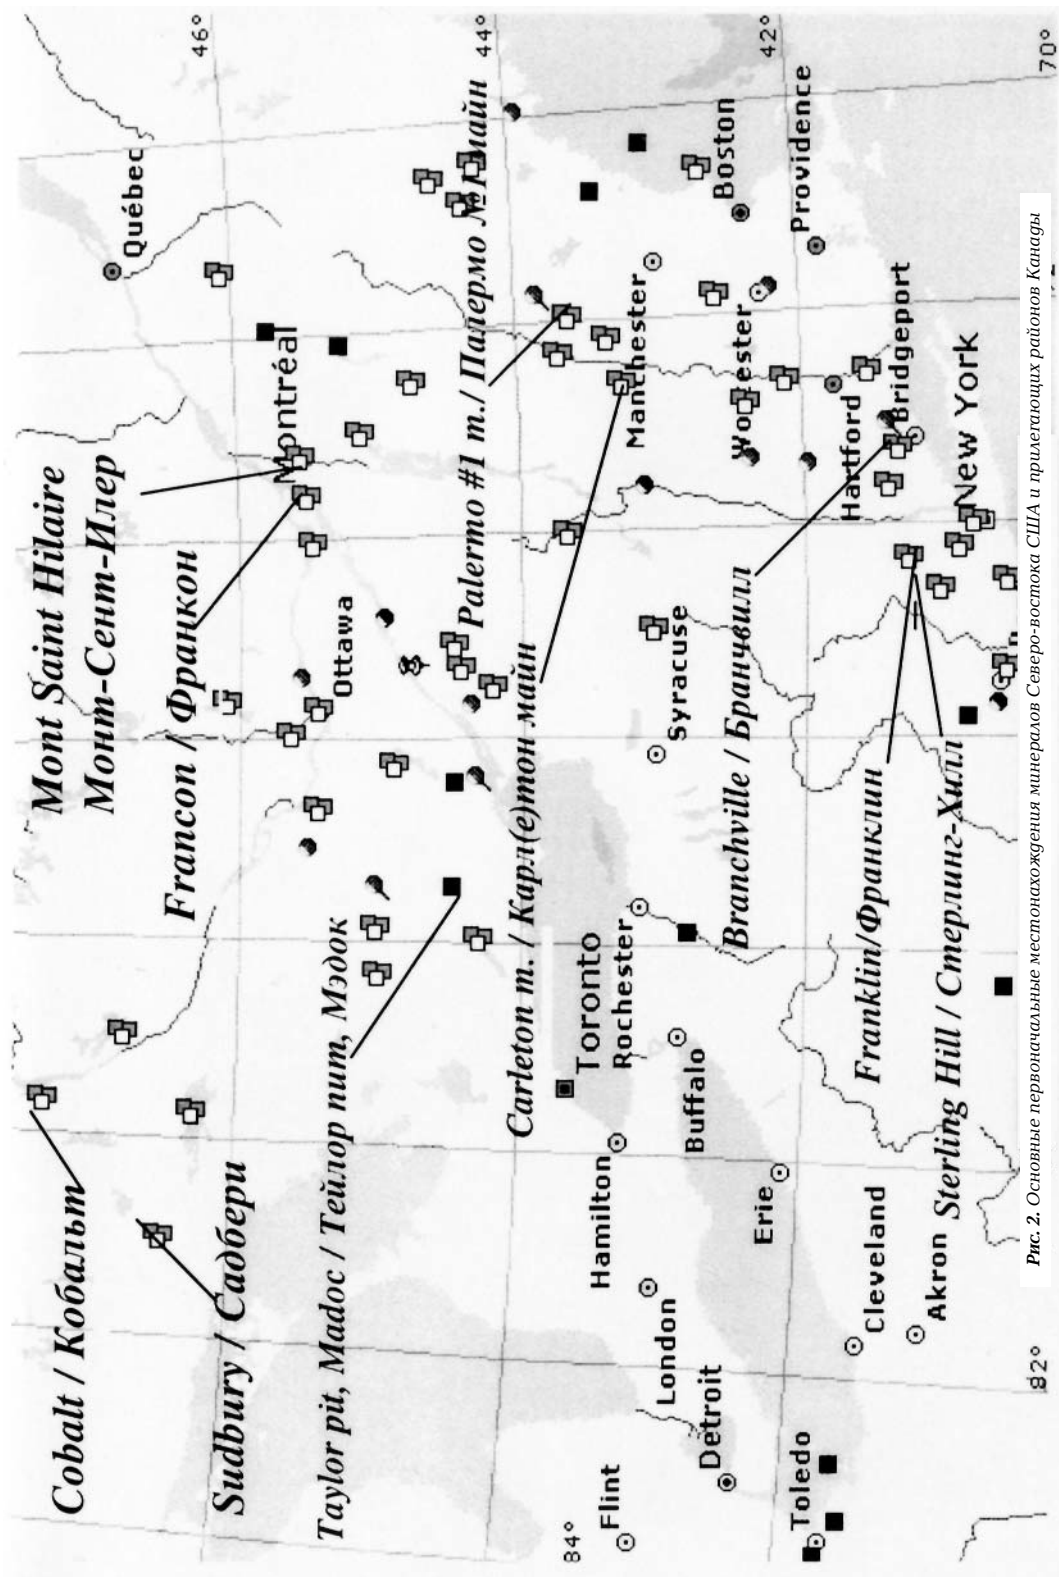 Cobalt / Кобальт
Sudbury / Садбери
Mont Saint Hilaire
Монт-Сент-Илер
Francon / Франкон
Taylor pit, Madoc / Тейлор пит, Мэдок
Palermo #1 m./ Палермо №1 майн
Carleton m. / Карл(е)тон майн
Branchville / Бранчвилл
Franklin/Франклин
Sterling Hill / Стерлинг-Хилл
Québec
Montréal
Ottawa
Toronto
Rochester
Hamilton
Buffalo
London
Erie
Detroit
Flint
Cleveland
Akron
Toledo
Syracuse
Manchester
Worcester
Boston
Providence
Hartford
Bridgeport
New York
46°
44°
42°
70°
82°
84°
Рис. 2. Основные первоначальные местонахождения минералов Северо-востока США и прилегающих районов Канады